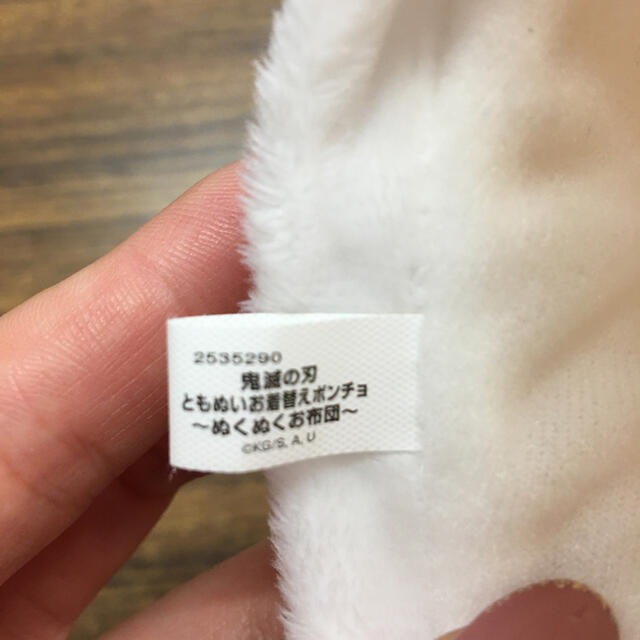 2535290
鬼滅の刃
ともぬいお着替えポンチョ
～ぬくぬくお布団～
©KG/S, A, U